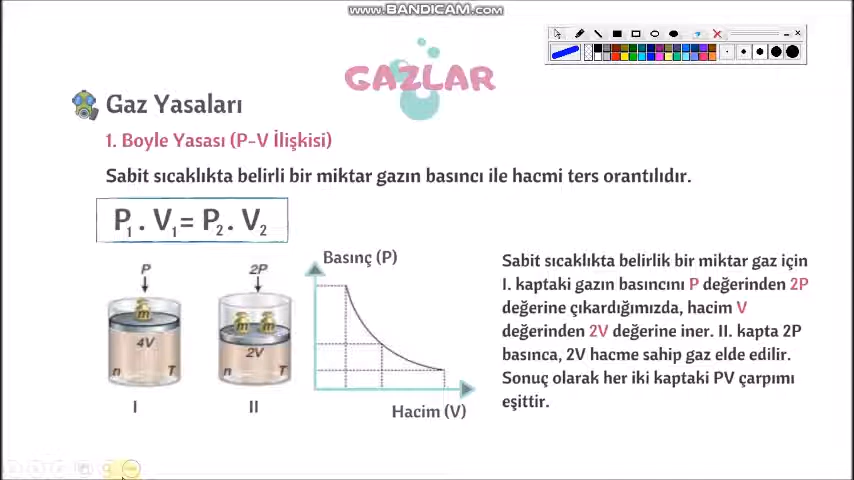 www.BANDICAM.com
GAZLAR
Gaz Yasaları
1. Boyle Yasası (P-V İlişkisi)
Sabit sıcaklıkta belirli bir miktar gazın basıncı ile hacmi ters orantılıdır.
P₁ . V₁ = P₂ . V₂
Basınç (P)
P
2P
m
m
m
4V
2V
n
T
n
T
I
II
Hacim (V)
Sabit sıcaklıkta belirlik bir miktar gaz için
I. kaptaki gazın basıncını P değerinden 2P
değerine çıkardığımızda, hacim V
değerinden 2V değerine iner. II. kapta 2P
basınca, 2V hacme sahip gaz elde edilir.
Sonuç olarak her iki kaptaki PV çarpımı
eşittir.